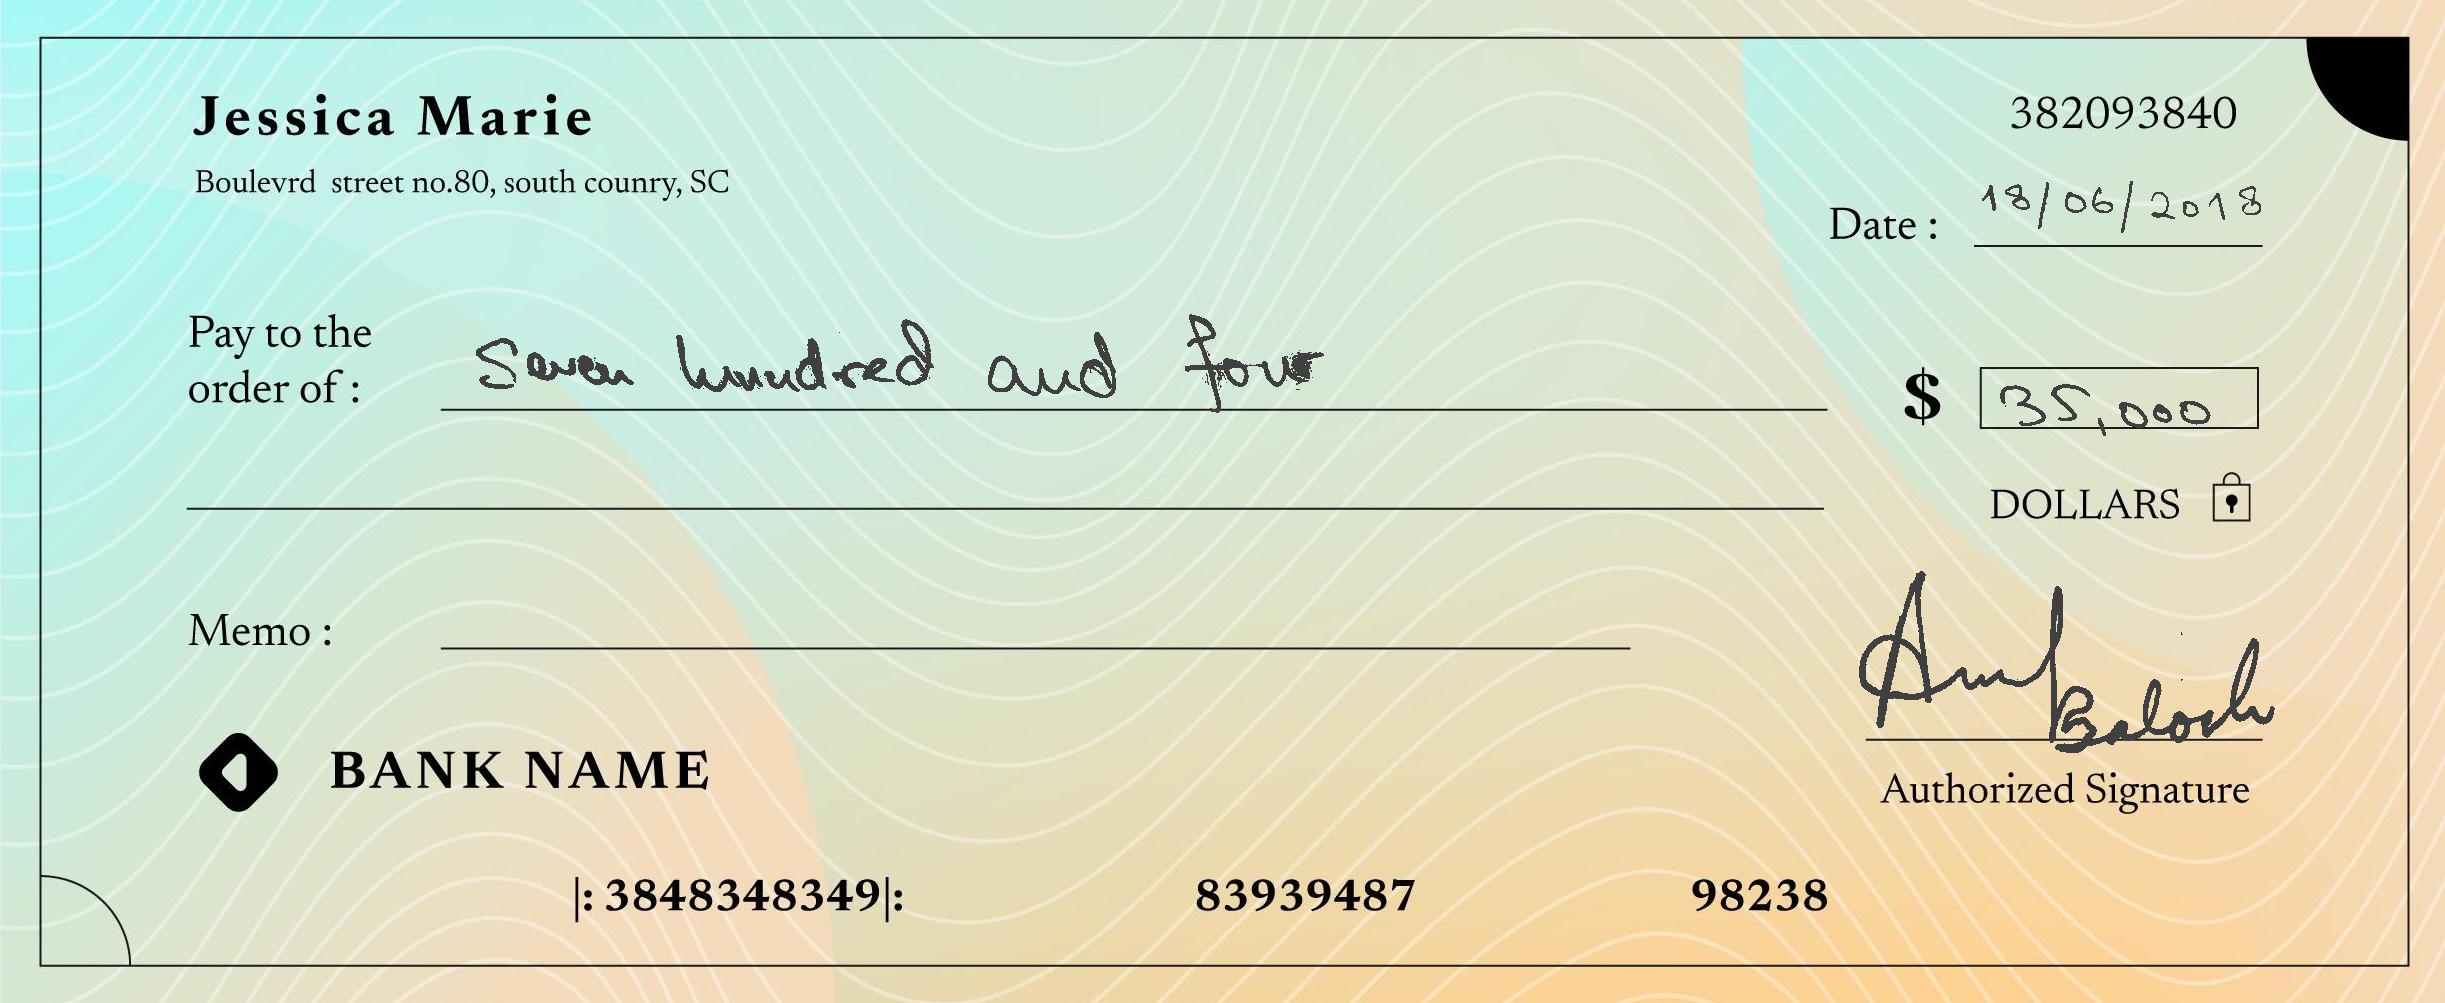 Jessica Marie
382093840
Boulevrd street no.80, south counry, SC
Date : 18/06/2018
Pay to the
order of : Seven hundred and four
$ 35,000
DOLLARS
Memo :
Baloch
BANK NAME
Authorized Signature
|: 3848348349|: 83939487 98238